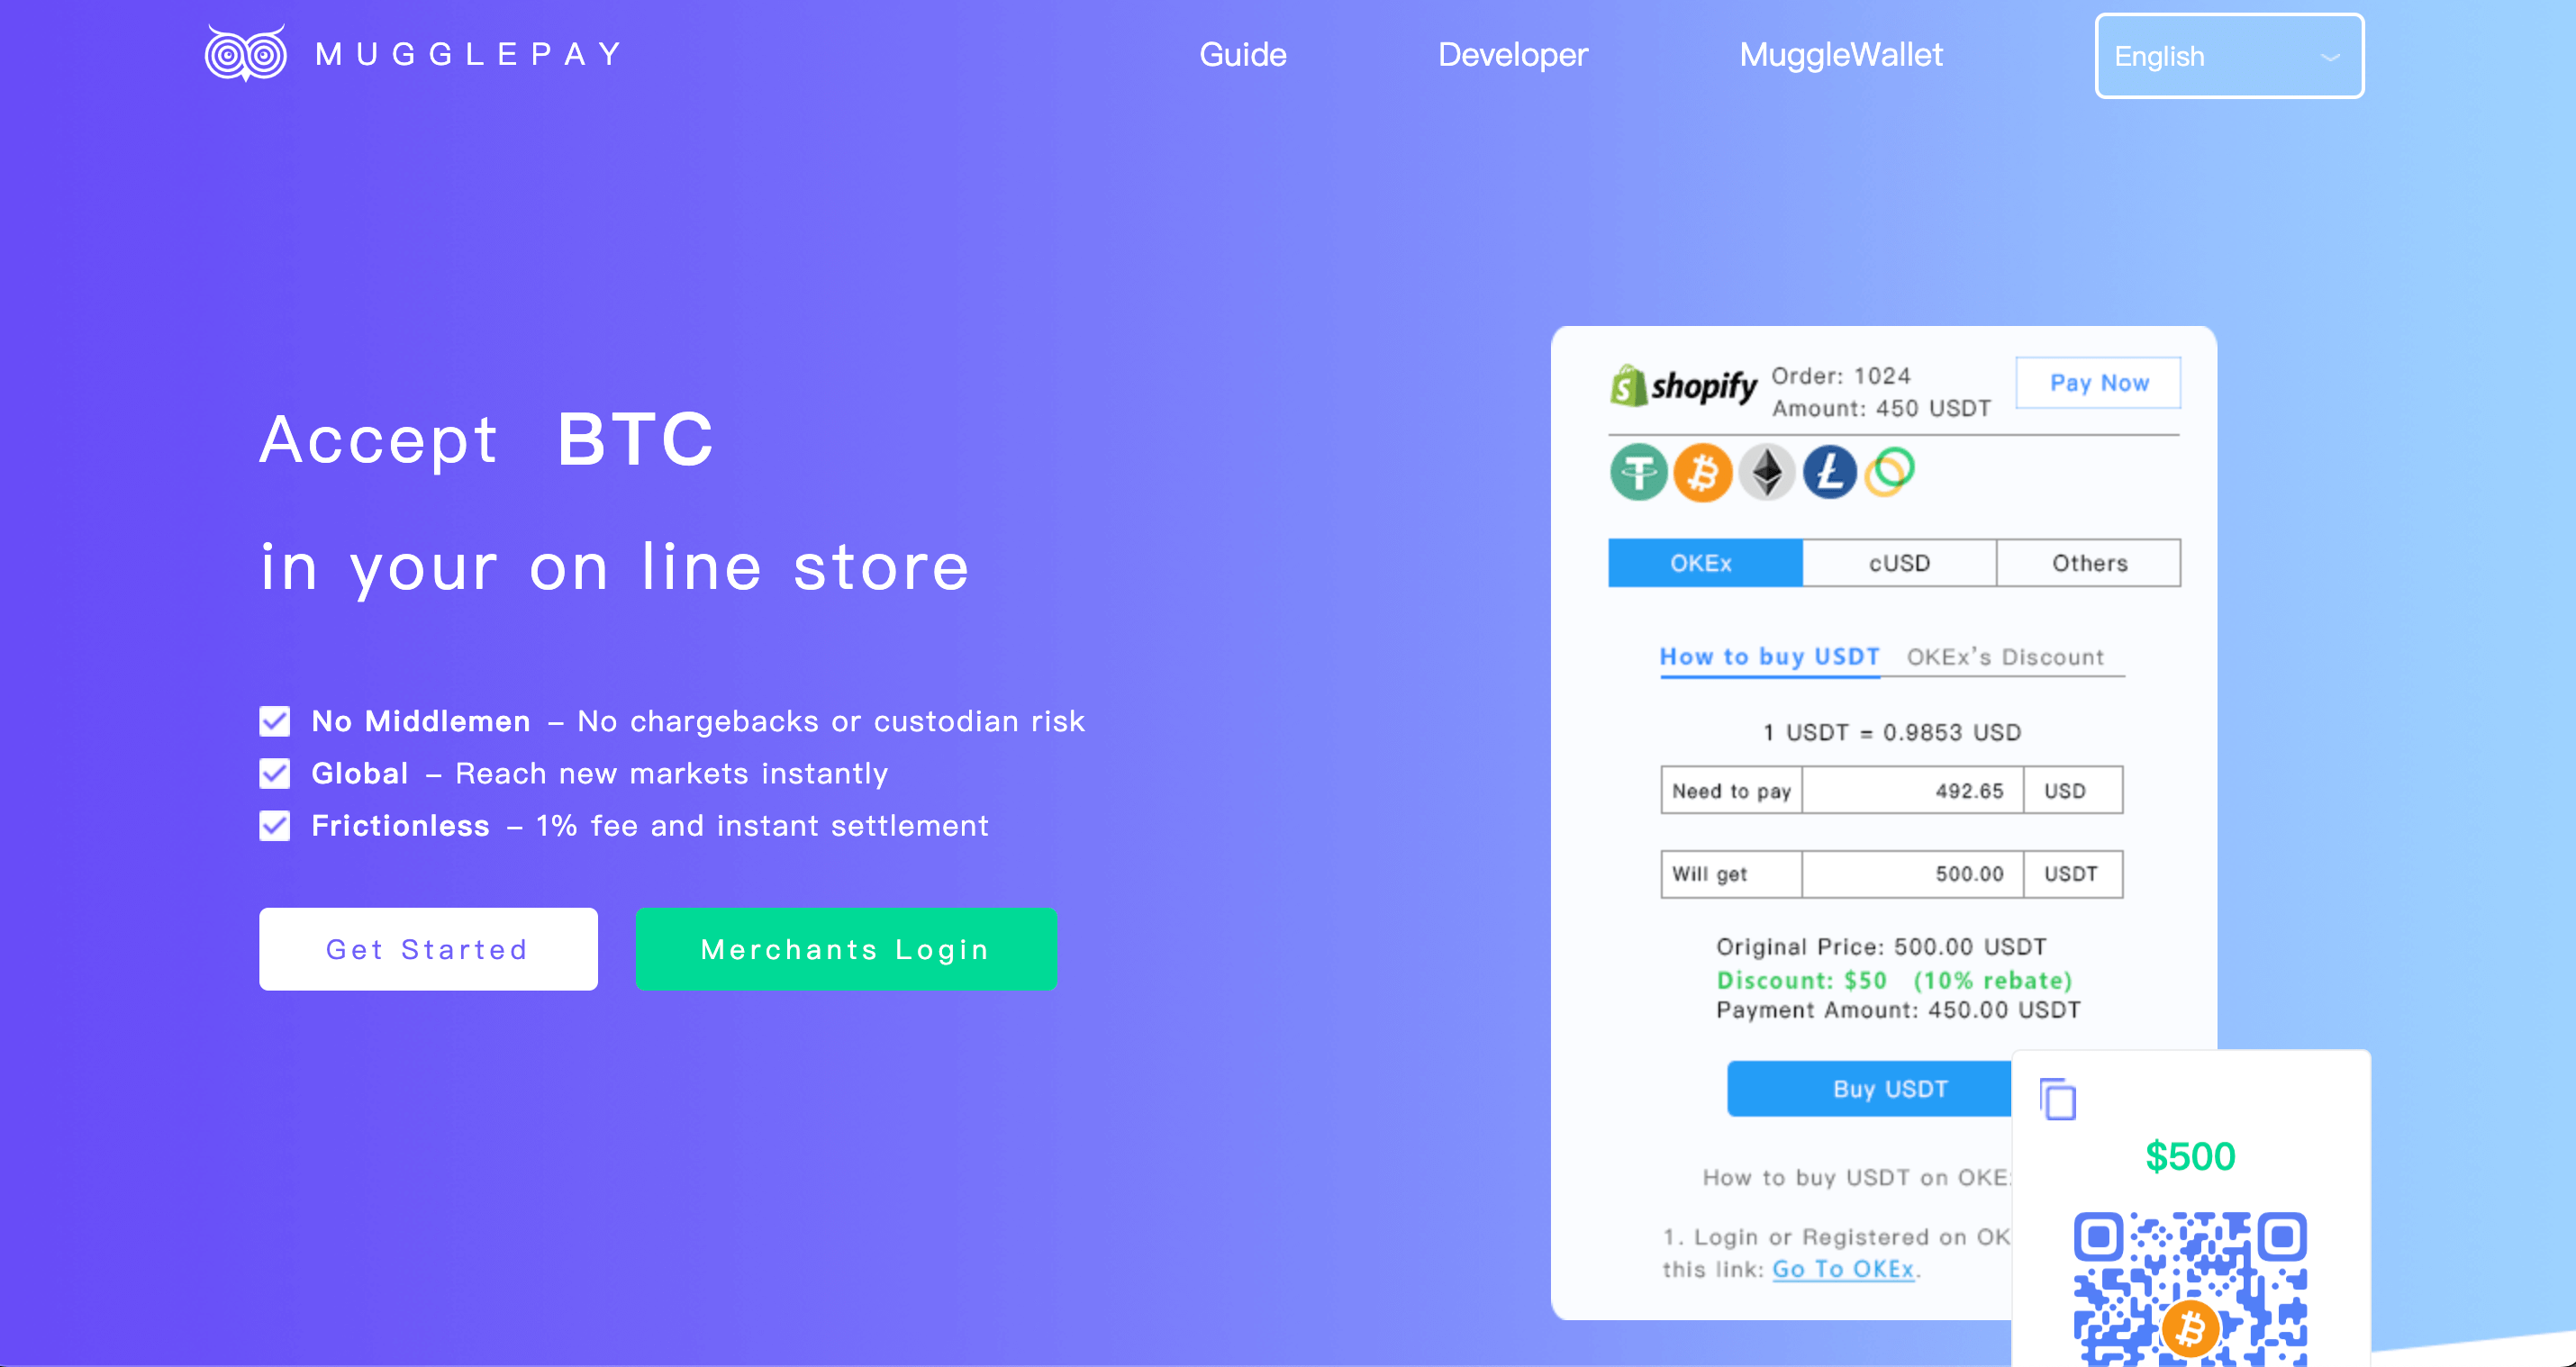 MUGGLEPAY
Guide
Developer
MuggleWallet
English
Accept BTC
in your on line store
No Middlemen – No chargebacks or custodian risk
Global – Reach new markets instantly
Frictionless – 1% fee and instant settlement
Get Started
Merchants Login
shopify
Order: 1024
Amount: 450 USDT
Pay Now
OKEx
cUSD
Others
How to buy USDT
OKEx's Discount
1 USDT = 0.9853 USD
Need to pay 492.65 USD
Will get 500.00 USDT
Original Price: 500.00 USDT
Discount: $50 (10% rebate)
Payment Amount: 450.00 USDT
Buy USDT
How to buy USDT on OKE
1. Login or Registered on OK
this link: Go To OKEx.
$500